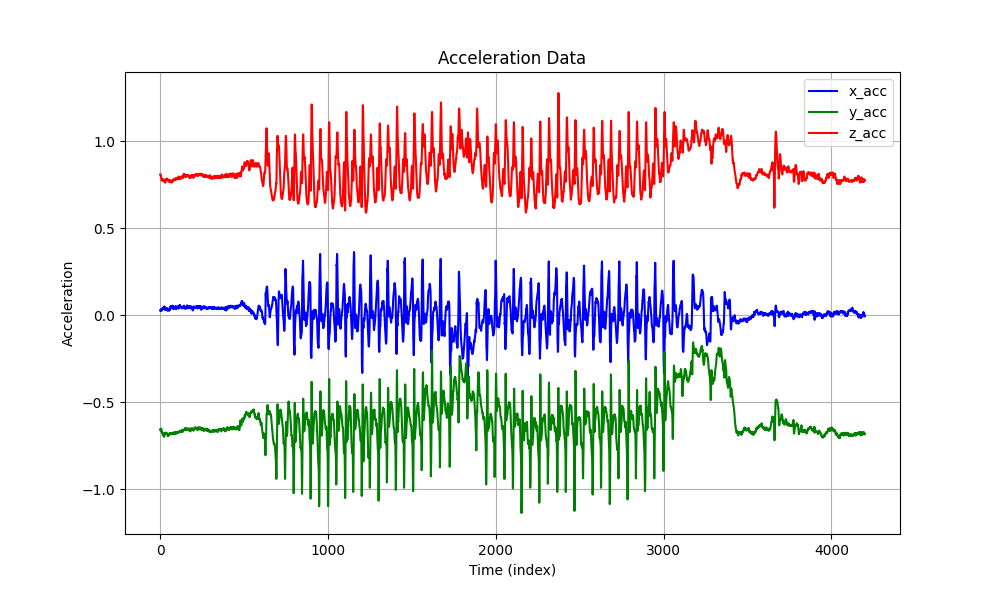 Acceleration Data
x_acc
y_acc
z_acc
1.0
0.5
0.0
−0.5
−1.0
Acceleration
0 1000 2000 3000 4000
Time (index)